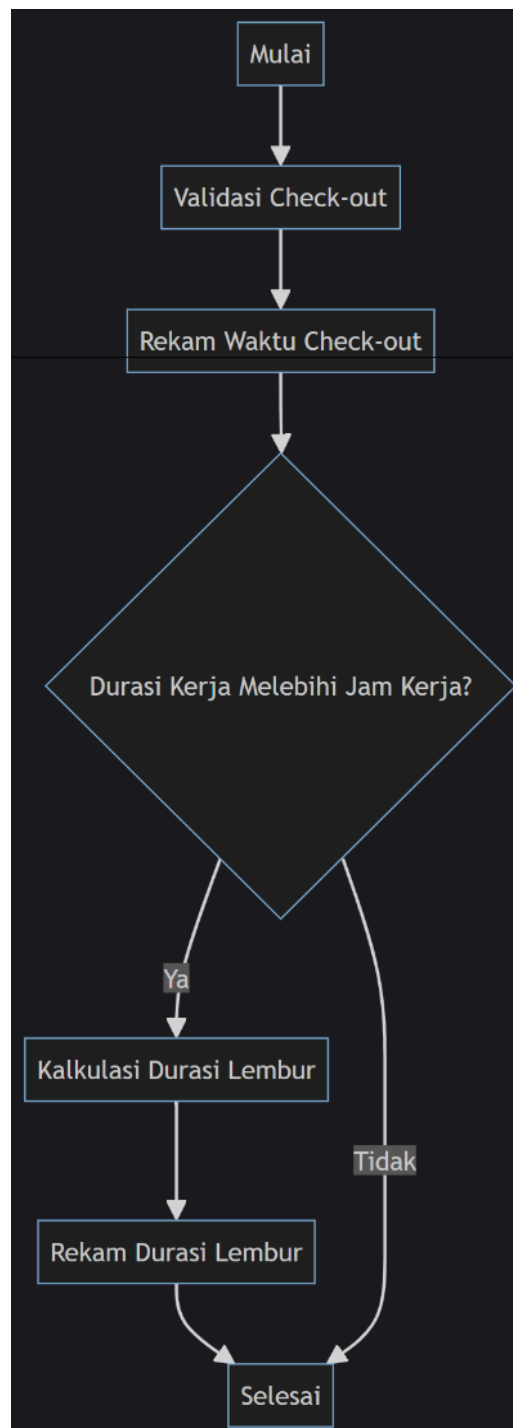 Mulai
Validasi Check-out
Rekam Waktu Check-out
Durasi Kerja Melebihi Jam Kerja?
Ya
Kalkulasi Durasi Lembur
Tidak
Rekam Durasi Lembur
Selesai